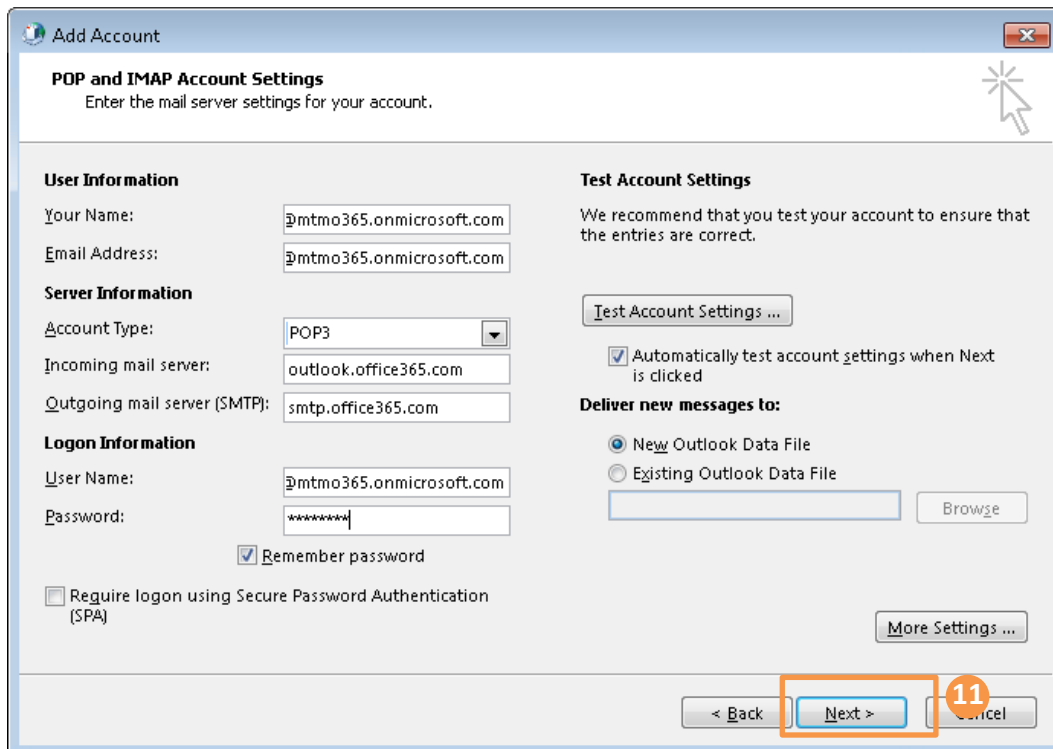 Add Account
POP and IMAP Account Settings
Enter the mail server settings for your account.
User Information
Your Name:
@mtmo365.onmicrosoft.com
Email Address:
@mtmo365.onmicrosoft.com
Server Information
Account Type:
POP3
Incoming mail server:
outlook.office365.com
Outgoing mail server (SMTP):
smtp.office365.com
Logon Information
User Name:
@mtmo365.onmicrosoft.com
Password:
********
Remember password
Require logon using Secure Password Authentication
(SPA)
Test Account Settings
We recommend that you test your account to ensure that
the entries are correct.
Test Account Settings ...
Automatically test account settings when Next
is clicked
Deliver new messages to:
New Outlook Data File
Existing Outlook Data File
Browse
More Settings ...
< Back
Next >
11
Cancel